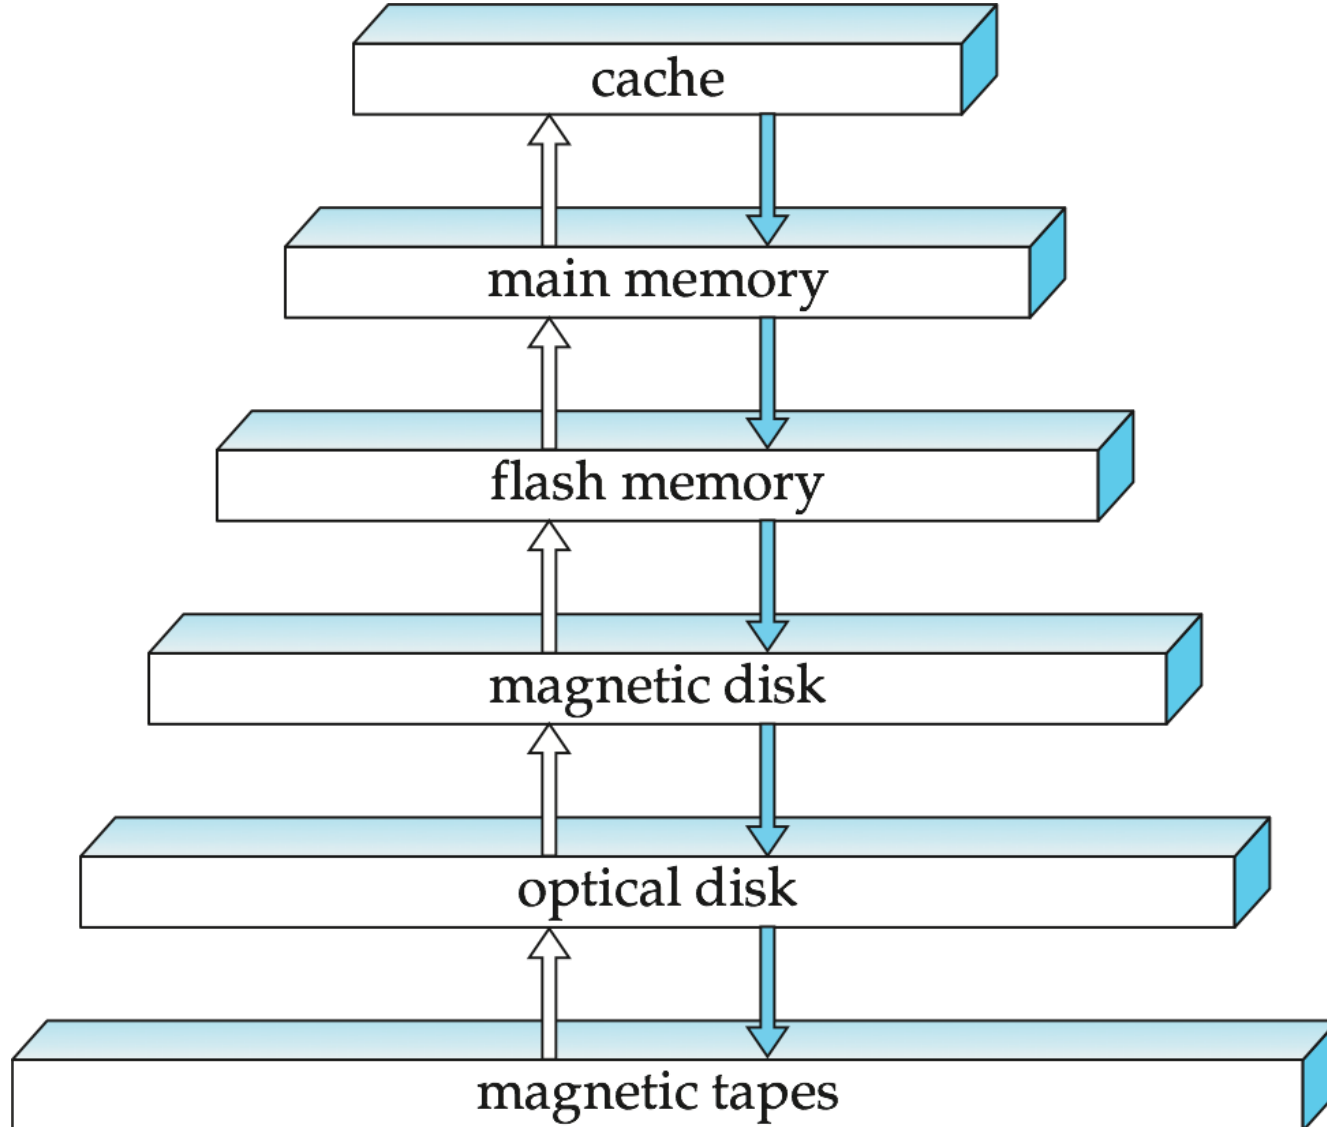 cache
main memory
flash memory
magnetic disk
optical disk
magnetic tapes